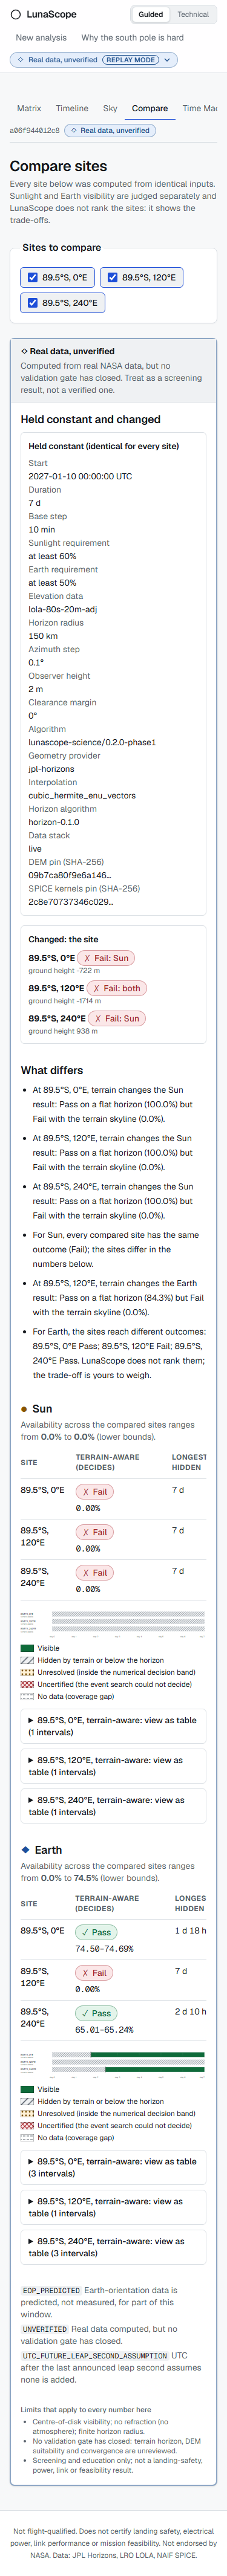 LunaScope
Guided
Technical
New analysis
Why the south pole is hard
Real data, unverified
REPLAY MODE
Matrix
Timeline
Sky
Compare
Time Mac
a06f944012c8
Real data, unverified
Compare sites
Every site below was computed from identical inputs.
Sunlight and Earth visibility are judged separately and
LunaScope does not rank the sites: it shows the
trade-offs.
Sites to compare
89.5°S, 0°E
89.5°S, 120°E
89.5°S, 240°E
Real data, unverified
Computed from real NASA data, but no
validation gate has closed. Treat as a screening
result, not a verified one.
Held constant and changed
Held constant (identical for every site)
Start
2027-01-10 00:00:00 UTC
Duration
7 d
Base step
10 min
Sunlight requirement
at least 60%
Earth requirement
at least 50%
Elevation data
lola-80s-20m-adj
Horizon radius
150 km
Azimuth step
0.1°
Observer height
2 m
Clearance margin
0°
Algorithm
lunascope-science/0.2.0-phase1
Geometry provider
jpl-horizons
Interpolation
cubic_hermite_enu_vectors
Horizon algorithm
horizon-0.1.0
Data stack
live
DEM pin (SHA-256)
09b7ca80f9e6a146…
SPICE kernels pin (SHA-256)
2c8e70737346c029…
Changed: the site
89.5°S, 0°E ✗ Fail: Sun
ground height -722 m
89.5°S, 120°E ✗ Fail: both
ground height -1714 m
89.5°S, 240°E ✗ Fail: Sun
ground height 938 m
What differs
At 89.5°S, 0°E, terrain changes the Sun
result: Pass on a flat horizon (100.0%) but
Fail with the terrain skyline (0.0%).
At 89.5°S, 120°E, terrain changes the Sun
result: Pass on a flat horizon (100.0%) but
Fail with the terrain skyline (0.0%).
At 89.5°S, 240°E, terrain changes the Sun
result: Pass on a flat horizon (100.0%) but
Fail with the terrain skyline (0.0%).
For Sun, every compared site has the same
outcome (Fail); the sites differ in the
numbers below.
At 89.5°S, 120°E, terrain changes the Earth
result: Pass on a flat horizon (84.3%) but Fail
with the terrain skyline (0.0%).
For Earth, the sites reach different outcomes:
89.5°S, 0°E Pass; 89.5°S, 120°E Fail; 89.5°S,
240°E Pass. LunaScope does not rank them;
the trade-off is yours to weigh.
Sun
Availability across the compared sites ranges
from 0.0% to 0.0% (lower bounds).
SITE
TERRAIN-AWARE
(DECIDES)
LONGEST
HIDDEN
89.5°S, 0°E
✗ Fail
0.00%
7 d
89.5°S,
120°E
✗ Fail
0.00%
7 d
89.5°S,
240°E
✗ Fail
0.00%
7 d
Visible
Hidden by terrain or below the horizon
Unresolved (inside the numerical decision band)
Uncertified (the event search could not decide)
No data (coverage gap)
89.5°S, 0°E, terrain-aware: view as table
(1 intervals)
89.5°S, 120°E, terrain-aware: view as
table (1 intervals)
89.5°S, 240°E, terrain-aware: view as
table (1 intervals)
Earth
Availability across the compared sites ranges
from 0.0% to 74.5% (lower bounds).
SITE
TERRAIN-AWARE
(DECIDES)
LONGES
HIDDEN
89.5°S, 0°E
✓ Pass
74.50–74.69%
1 d 18 h
89.5°S,
120°E
✗ Fail
0.00%
7 d
89.5°S,
240°E
✓ Pass
65.01–65.24%
2 d 10 h
Visible
Hidden by terrain or below the horizon
Unresolved (inside the numerical decision band)
Uncertified (the event search could not decide)
No data (coverage gap)
89.5°S, 0°E, terrain-aware: view as table
(3 intervals)
89.5°S, 120°E, terrain-aware: view as
table (1 intervals)
89.5°S, 240°E, terrain-aware: view as
table (3 intervals)
EOP_PREDICTED Earth-orientation data is
predicted, not measured, for part of this
window.
UNVERIFIED Real data computed, but no
validation gate has closed.
UTC_FUTURE_LEAP_SECOND_ASSUMPTION UTC
after the last announced leap second assumes
none is added.
Limits that apply to every number here
Centre-of-disk visibility; no refraction (no
atmosphere); finite horizon radius.
No validation gate has closed: terrain horizon, DEM
suitability and convergence are unreviewed.
Screening and education only; not a landing-safety,
power, link or feasibility result.
Not flight-qualified. Does not certify landing safety, electrical
power, link performance or mission feasibility. Not endorsed by
NASA. Data: JPL Horizons, LRO LOLA, NAIF SPICE.